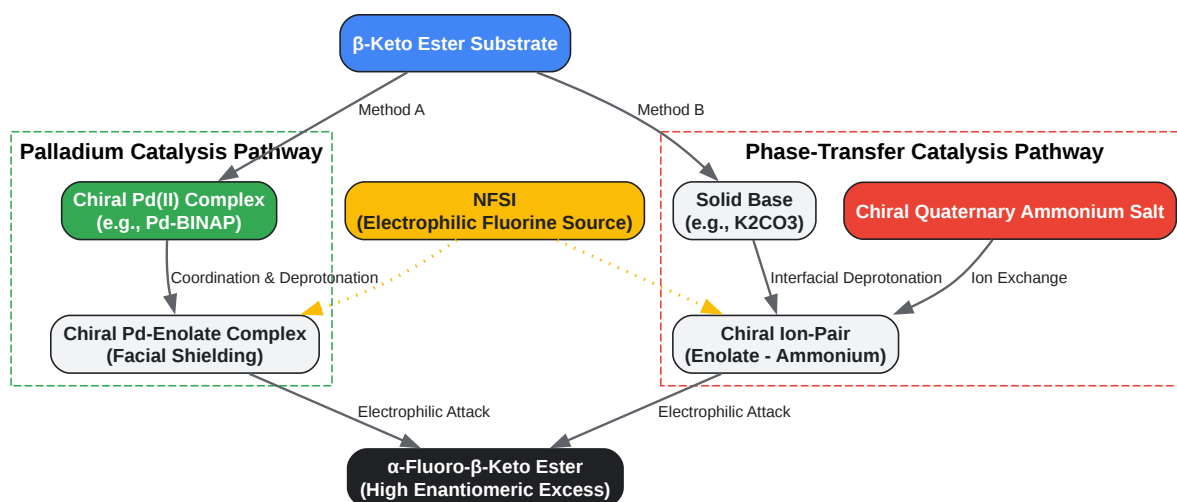 β-Keto Ester Substrate
Method A
Method B
Palladium Catalysis Pathway
Phase-Transfer Catalysis Pathway
Chiral Pd(II) Complex
(e.g., Pd-BINAP)
NFSI
(Electrophilic Fluorine Source)
Solid Base
(e.g., K2CO3)
Chiral Quaternary Ammonium Salt
Coordination & Deprotonation
Interfacial Deprotonation
Ion Exchange
Chiral Pd-Enolate Complex
(Facial Shielding)
Chiral Ion-Pair
(Enolate - Ammonium)
Electrophilic Attack
Electrophilic Attack
α-Fluoro-β-Keto Ester
(High Enantiomeric Excess)